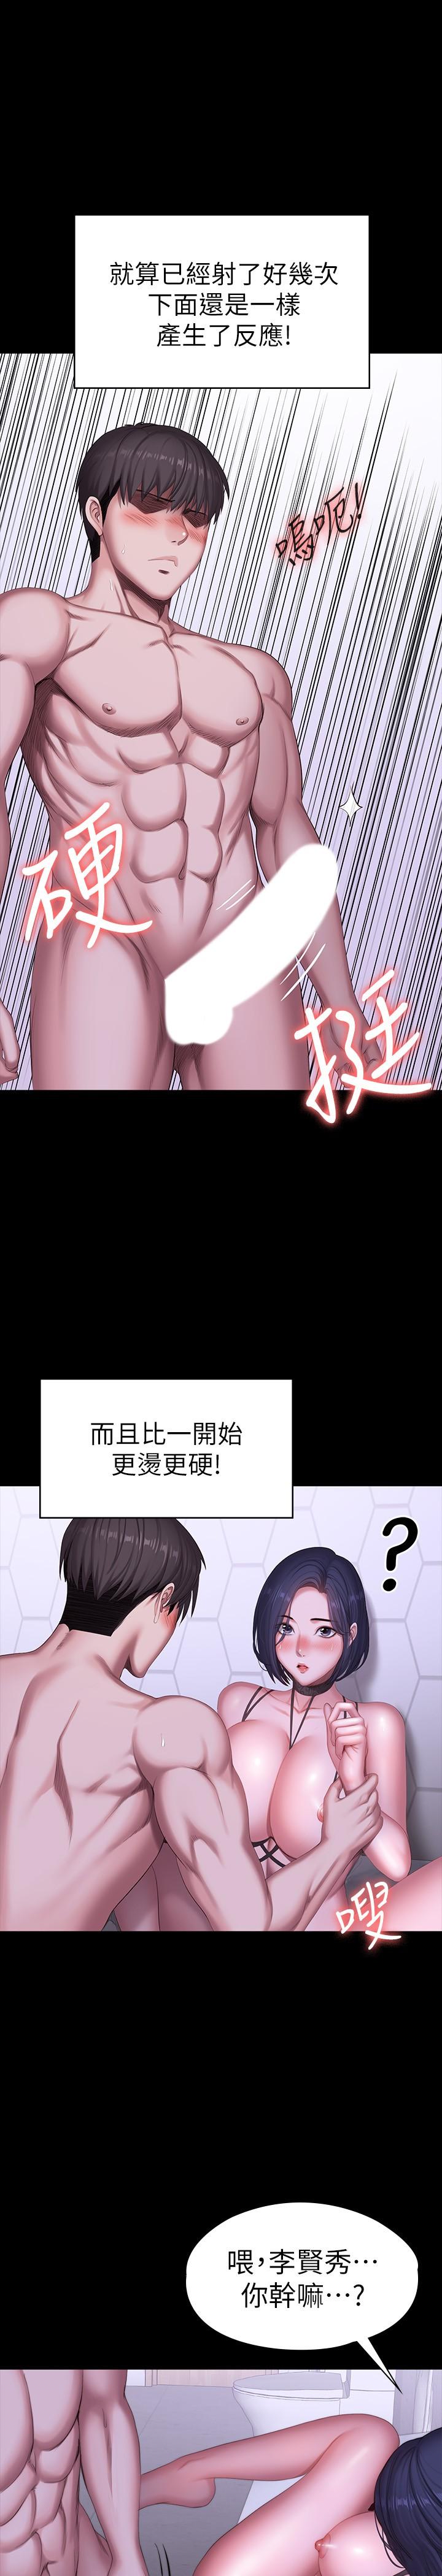 就算已經射了好幾次
下面還是一樣
產生了反應!
嗚呃!
硬
挺
而且比一開始
更燙更硬!
?
嗖
喂,李賢秀…
你幹嘛…?